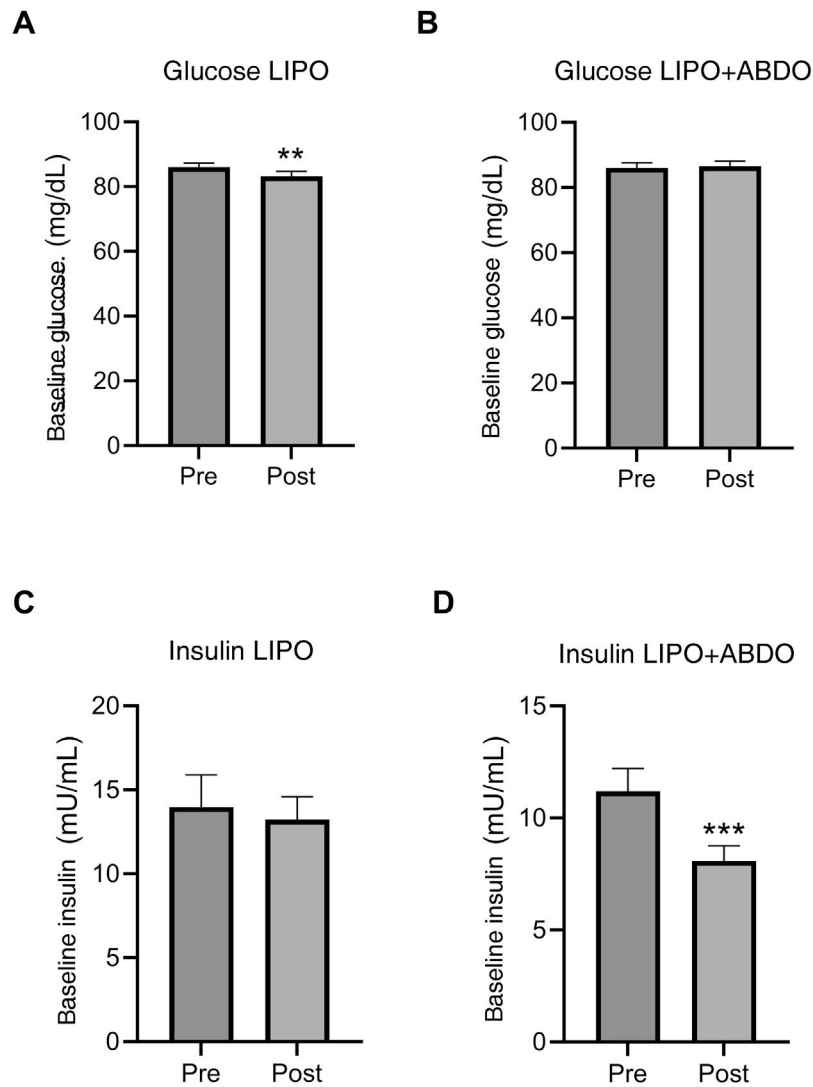 A
Glucose LIPO
Baseline glucose. (mg/dL)
100
80
60
40
20
0
**
Pre Post
B
Glucose LIPO+ABDO
Baseline glucose (mg/dL)
100
80
60
40
20
0
Pre Post
C
Insulin LIPO
Baseline insulin (mU/mL)
20
15
10
5
0
Pre Post
D
Insulin LIPO+ABDO
Baseline insulin (mU/mL)
15
10
5
0
***
Pre Post